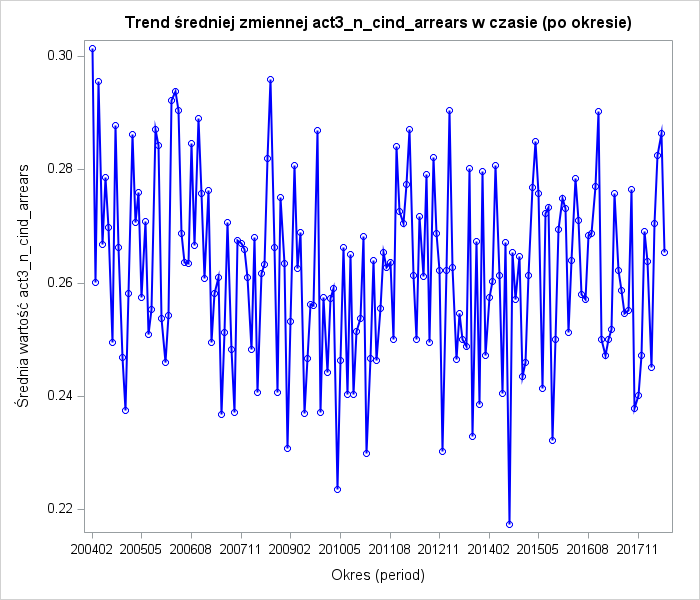 Trend średniej zmiennej act3_n_cind_arrears w czasie (po okresie)
Średnia wartość act3_n_cind_arrears
0.30
0.28
0.26
0.24
0.22
200402 200505 200608 200711 200902 201005 201108 201211 201402 201505 201608 201711
Okres (period)